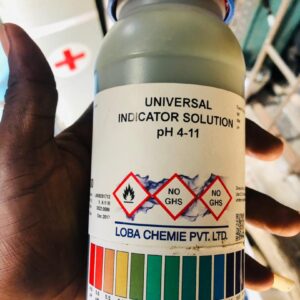 UNIVERSAL
INDICATOR SOLUTION
pH 4-11
NO
GHS
NO
GHS
LOBA CHEMIE PVT. LTD.